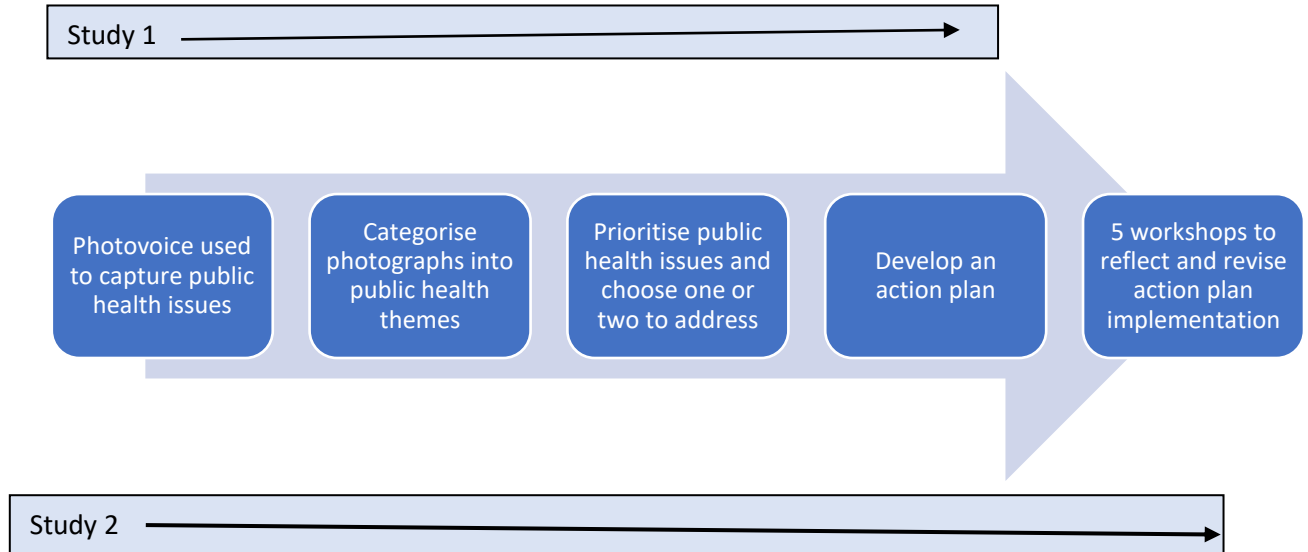 Study 1
Photovoice used
to capture public
health issues
Categorise
photographs into
public health
themes
Prioritise public
health issues and
choose one or
two to address
Develop an
action plan
5 workshops to
reflect and revise
action plan
implementation
Study 2